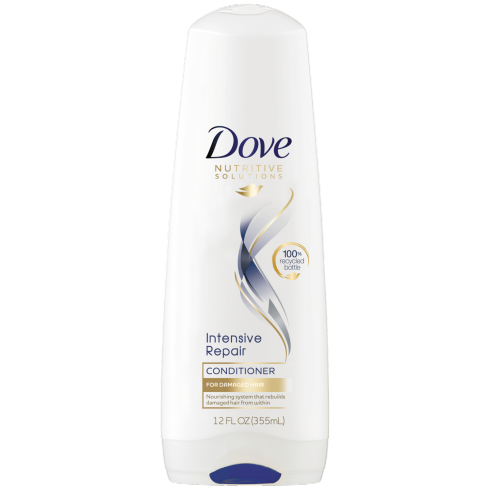 Dove
NUTRITIVE
SOLUTIONS
100%
recycled
bottle
Intensive
Repair
CONDITIONER
FOR DAMAGED HAIR
Nourishing system that rebuilds
damaged hair from within
12 FL OZ (355mL)